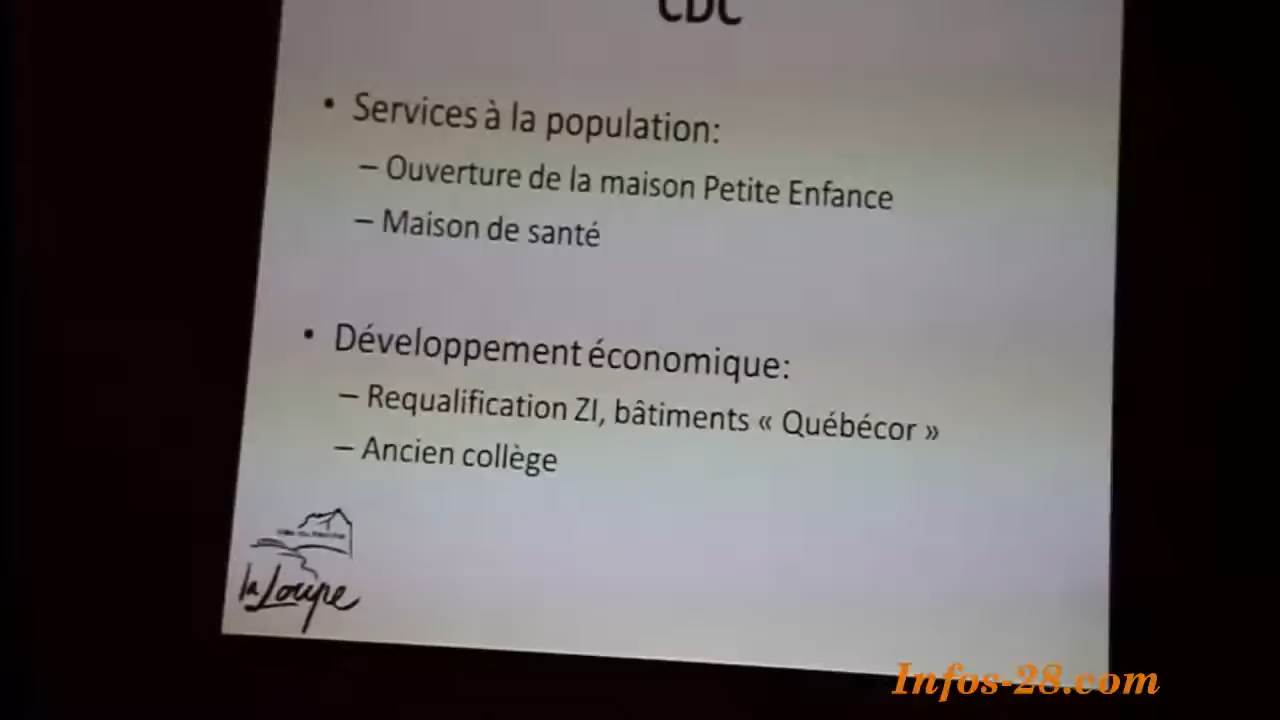 CDC
• Services à la population:
– Ouverture de la maison Petite Enfance
– Maison de santé
• Développement économique:
– Requalification ZI, bâtiments « Québécor »
– Ancien collège
la Loupe
Infos-28.com